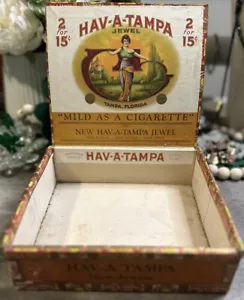 2 for 15¢
HAV-A-TAMPA
JEWEL
2 for 15¢
TAMPA, FLORIDA
"MILD AS A CIGARETTE"
NEW HAV-A-TAMPA JEWEL
HAV-A-TAMPA
HAV-A-TAMPA